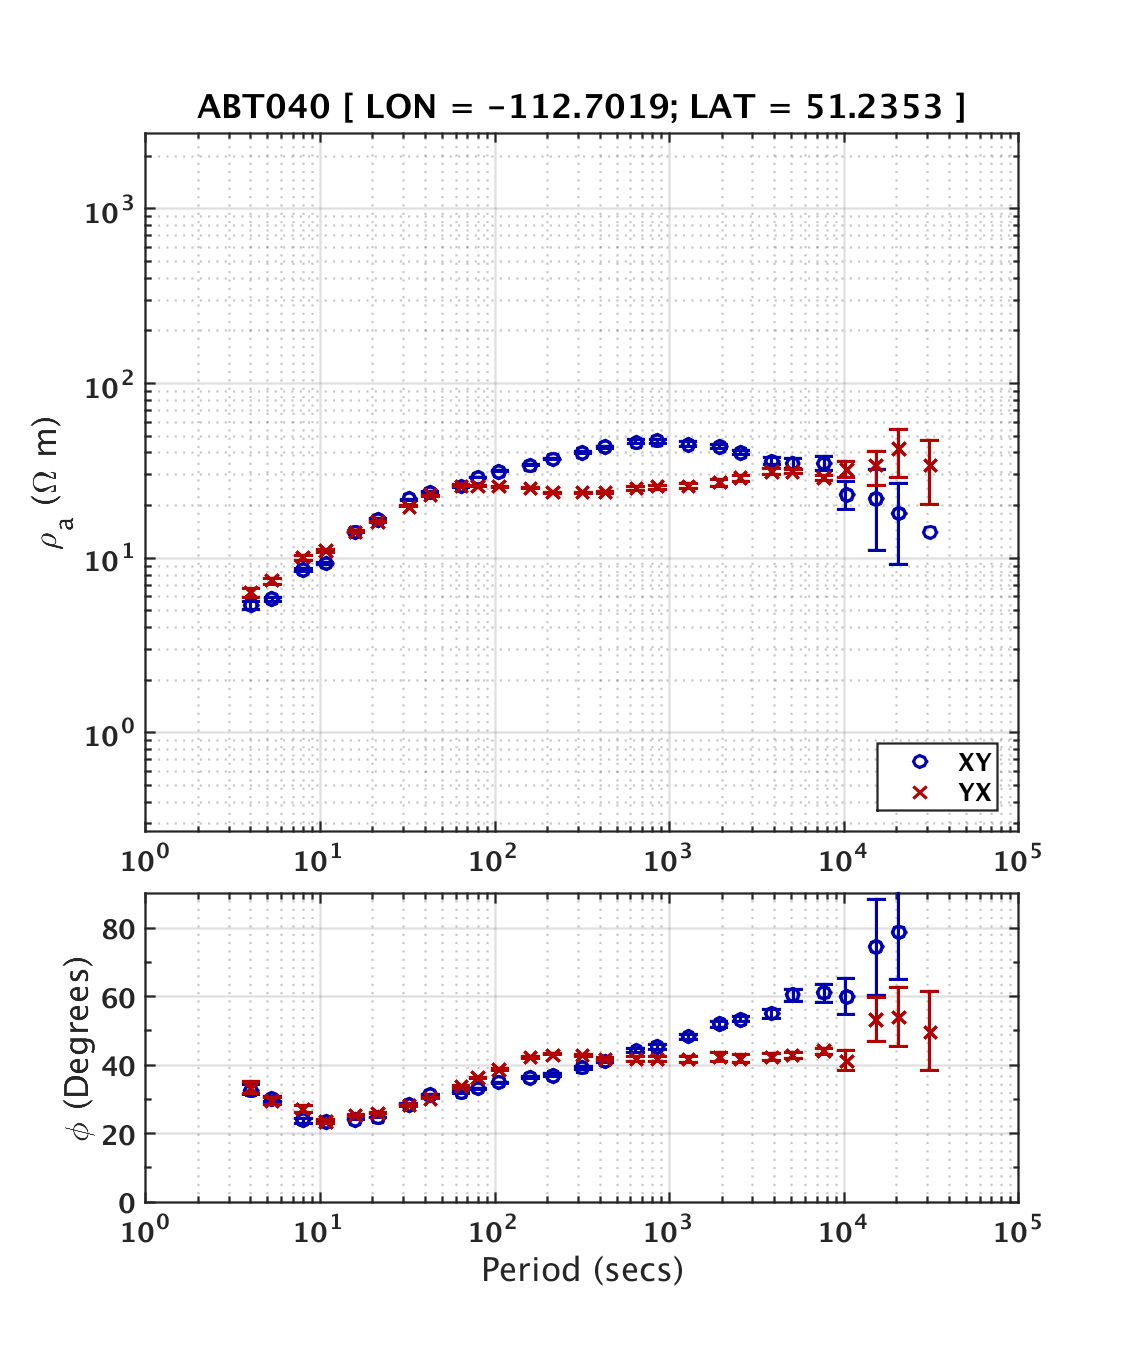 ABT040 [ LON = -112.7019; LAT = 51.2353 ]
10³
10²
10¹
10⁰
ρₐ (Ω m)
XY
YX
10⁰ 10¹ 10² 10³ 10⁴ 10⁵
80
60
40
20
0
ϕ (Degrees)
10⁰ 10¹ 10² 10³ 10⁴ 10⁵
Period (secs)